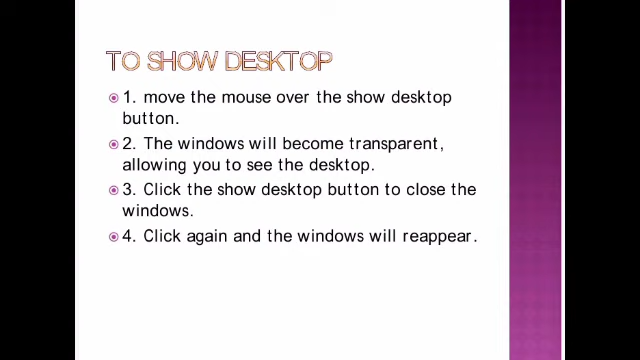 TO SHOW DESKTOP
1. move the mouse over the show desktop
button.
2. The windows will become transparent,
allowing you to see the desktop.
3. Click the show desktop button to close the
windows.
4. Click again and the windows will reappear.